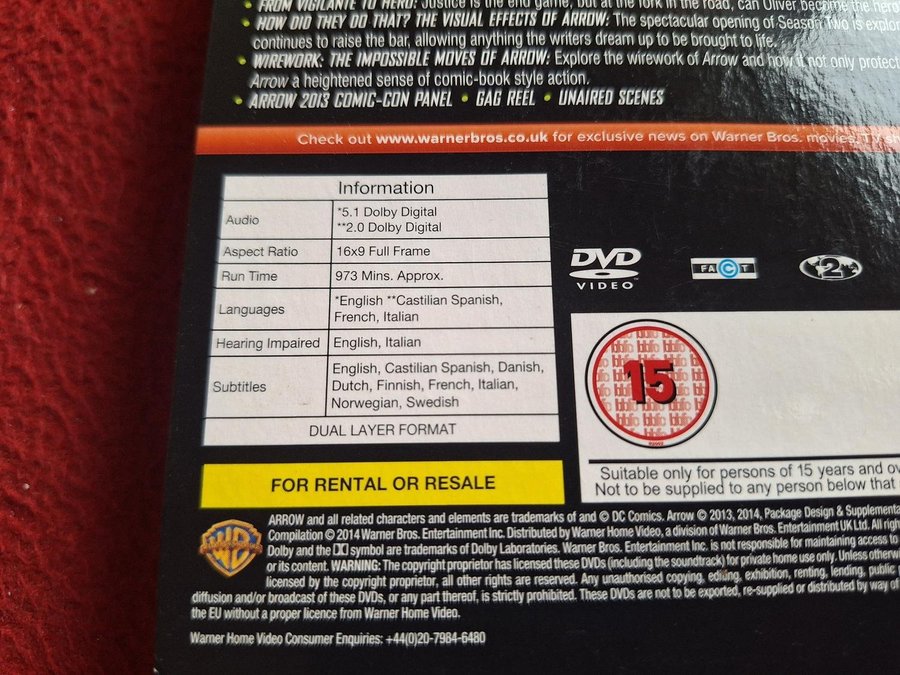 FROM VIGILANTE TO HERO: Justice is the end game, but at the fork in the road, can Oliver become the hero
• HOW DID THEY DO THAT? THE VISUAL EFFECTS OF ARROW: The spectacular opening of Season Two is explor
continues to raise the bar, allowing anything the writers dream up to be brought to life.
• WIREWORK: THE IMPOSSIBLE MOVES OF ARROW: Explore the wirework of Arrow and how it not only protect
Arrow a heightened sense of comic-book style action.
• ARROW 2013 COMIC-CON PANEL • GAG REEL • UNAIRED SCENES
Check out www.warnerbros.co.uk for exclusive news on Warner Bros. movies, TV sh
Information
Audio *5.1 Dolby Digital
**2.0 Dolby Digital
Aspect Ratio 16x9 Full Frame
Run Time 973 Mins. Approx.
Languages *English **Castilian Spanish,
French, Italian
Hearing Impaired English, Italian
Subtitles English, Castilian Spanish, Danish,
Dutch, Finnish, French, Italian,
Norwegian, Swedish
DUAL LAYER FORMAT
DVD
VIDEO
FACT
2
15
Suitable only for persons of 15 years and ov
Not to be supplied to any person below that
FOR RENTAL OR RESALE
WB
ARROW and all related characters and elements are trademarks of and © DC Comics. Arrow © 2013, 2014, Package Design & Supplementa
Compilation © 2014 Warner Bros. Entertainment Inc. Distributed by Warner Home Video, a division of Warner Bros. Entertainment UK Ltd. All righ
Dolby and the DD symbol are trademarks of Dolby Laboratories. Warner Bros. Entertainment Inc. is not responsible for maintaining access to
or its content. WARNING: The copyright proprietor has licensed these DVDs (including the soundtrack) for private home use only. Unless otherwi
licensed by the copyright proprietor, all other rights are reserved. Any unauthorised copying, editing, exhibition, renting, lending, public p
diffusion and/or broadcast of these DVDs, or any part thereof, is strictly prohibited. These DVDs are not to be exported, re-supplied or distributed by way of
the EU without a proper licence from Warner Home Video.
Warner Home Video Consumer Enquiries: +44(0)20-7984-6480